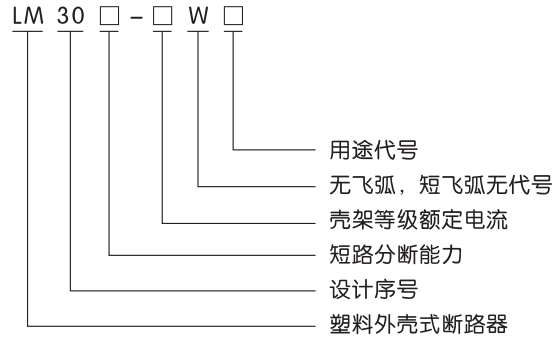 LM 30 □ - □ W □
用途代号
无飞弧，短飞弧无代号
壳架等级额定电流
短路分断能力
设计序号
塑料外壳式断路器